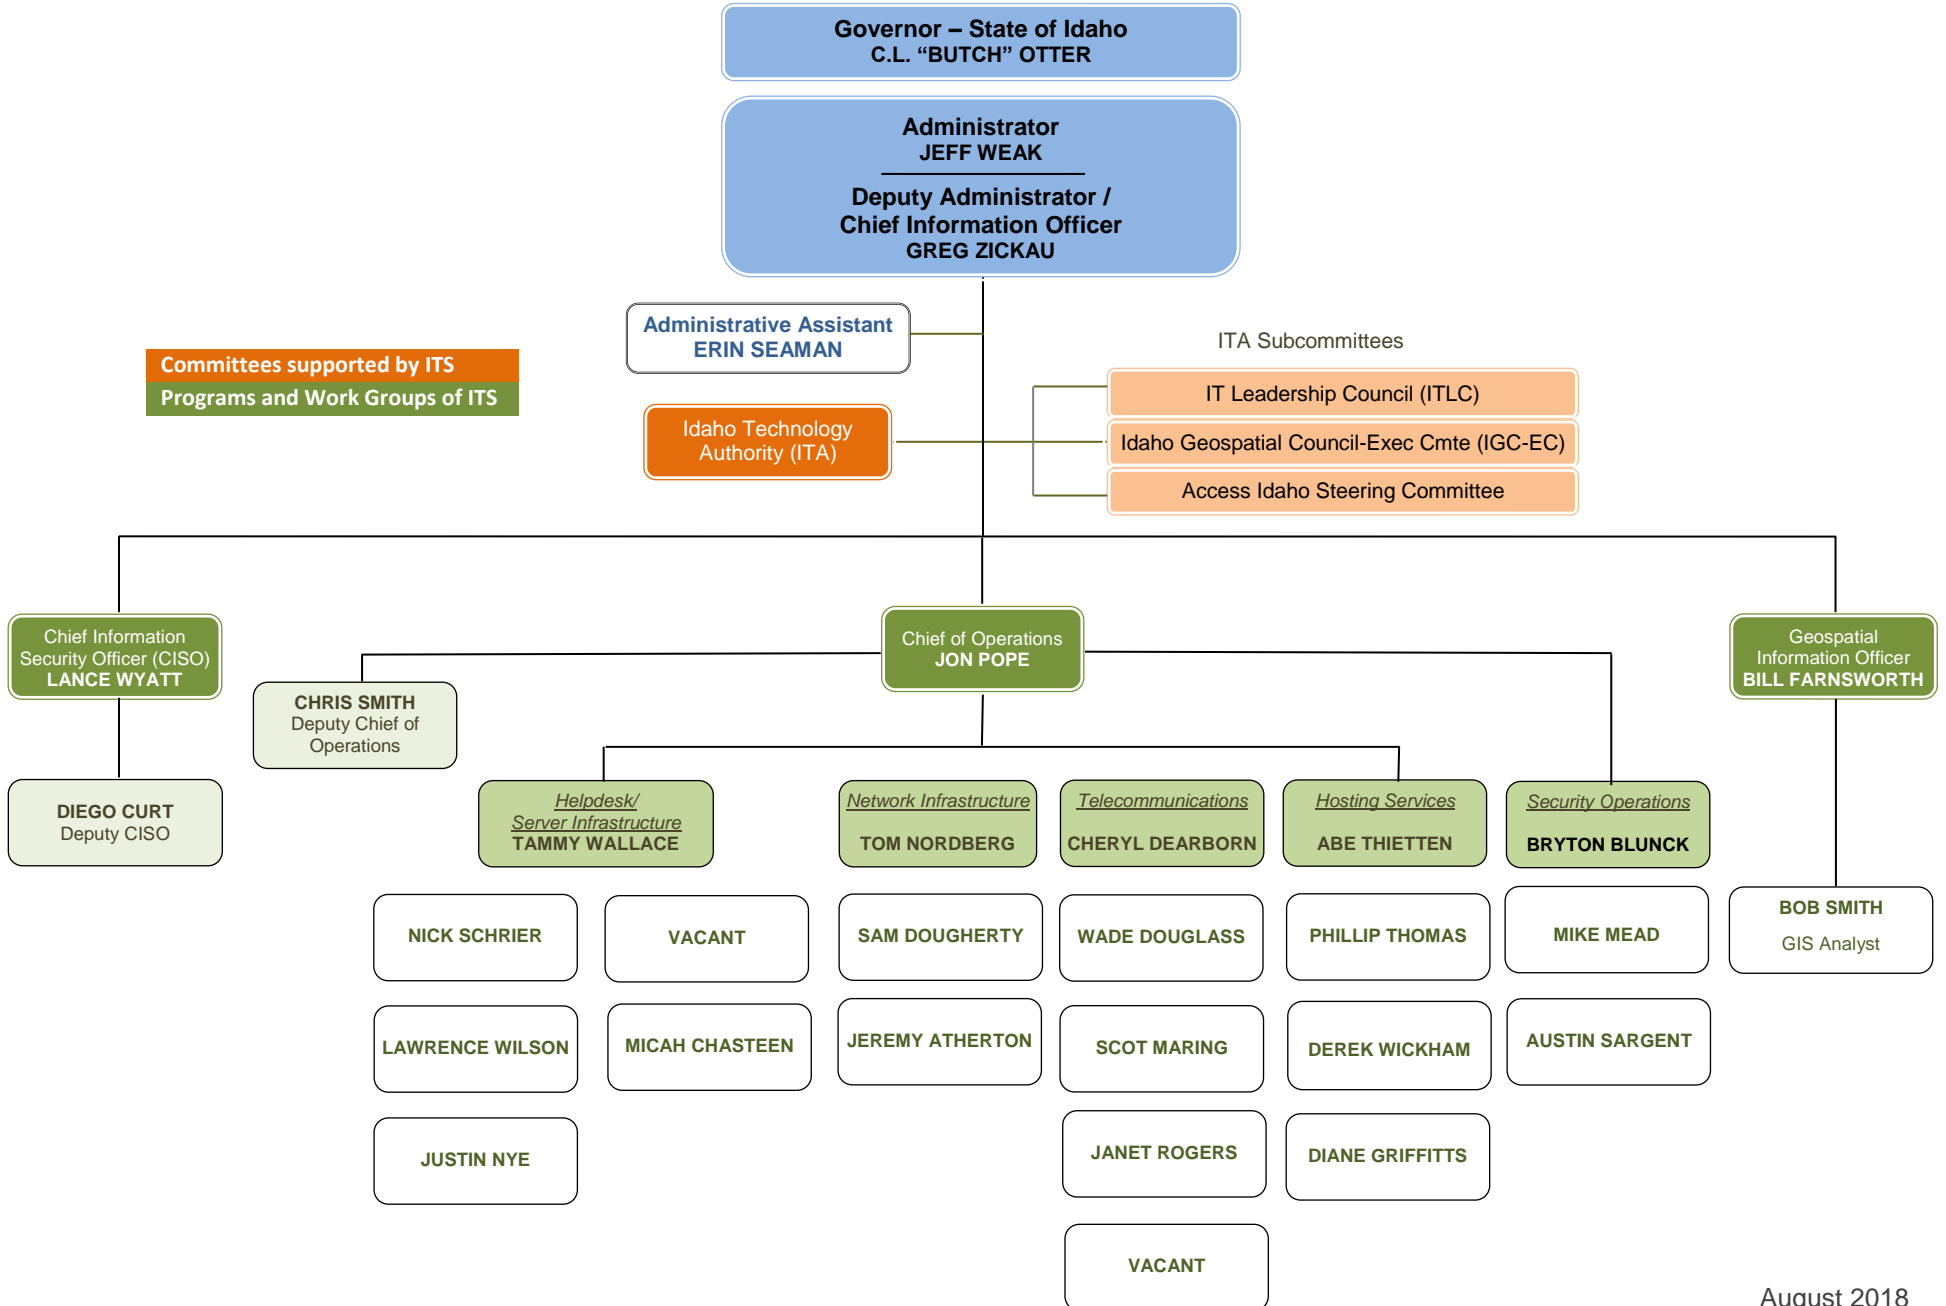 Governor – State of Idaho
C.L. “BUTCH” OTTER
Administrator
JEFF WEAK
Deputy Administrator /
Chief Information Officer
GREG ZICKAU
Administrative Assistant
ERIN SEAMAN
ITA Subcommittees
Committees supported by ITS
Programs and Work Groups of ITS
IT Leadership Council (ITLC)
Idaho Technology
Authority (ITA)
Idaho Geospatial Council-Exec Cmte (IGC-EC)
Access Idaho Steering Committee
Chief Information
Security Officer (CISO)
LANCE WYATT
Chief of Operations
JON POPE
Geospatial
Information Officer
BILL FARNSWORTH
CHRIS SMITH
Deputy Chief of
Operations
DIEGO CURT
Deputy CISO
Helpdesk/
Server Infrastructure
TAMMY WALLACE
Network Infrastructure
TOM NORDBERG
Telecommunications
CHERYL DEARBORN
Hosting Services
ABE THIETTEN
Security Operations
BRYTON BLUNCK
NICK SCHRIER
VACANT
SAM DOUGHERTY
WADE DOUGLASS
PHILLIP THOMAS
MIKE MEAD
BOB SMITH
GIS Analyst
LAWRENCE WILSON
MICAH CHASTEEN
JEREMY ATHERTON
SCOT MARING
DEREK WICKHAM
AUSTIN SARGENT
JUSTIN NYE
JANET ROGERS
DIANE GRIFFITTS
VACANT
August 2018